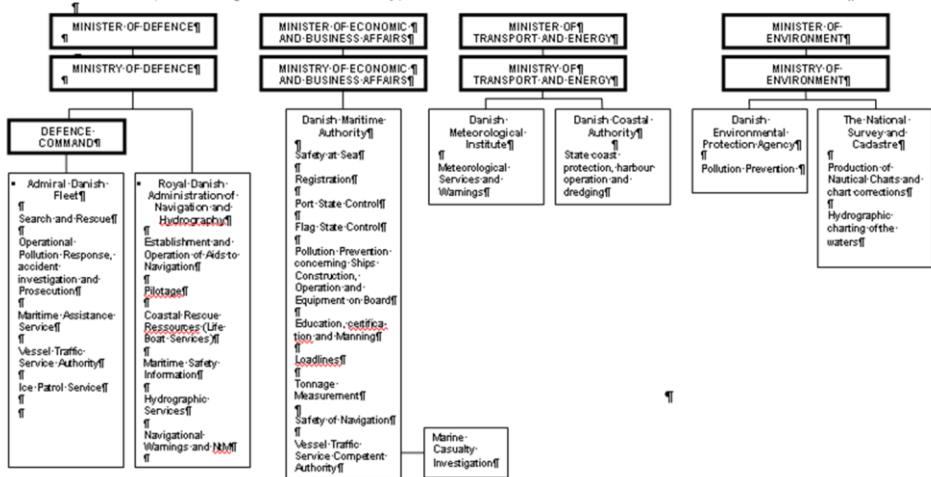 MINISTER OF DEFENCE¶
¶
MINISTRY OF DEFENCE¶
¶
DEFENCE
COMMAND¶
Admiral Danish
Fleet¶
¶
Search and Rescue¶
¶
Operational
Pollution Response,
accident
investigation and
Prosecution¶
¶
Maritime Assistance
Service¶
¶
Vessel Traffic
Service Authority¶
¶
Ice Patrol Service¶
¶
¶
Royal Danish
Administration of
Navigation and
Hydrography¶
¶
Establishment and
Operation of Aids to
Navigation¶
¶
Pilotage¶
¶
Coastal Rescue
Ressources (Life
Boat Services)¶
¶
Maritime Safety
Information¶
¶
Hydrographic
Services¶
¶
Navigational
Warnings and NtM¶
¶
MINISTER OF ECONOMIC
AND BUSINESS AFFAIRS¶
MINISTRY OF ECONOMIC
AND BUSINESS AFFAIRS¶
Danish Maritime
Authority¶
¶
Safety at Sea¶
¶
Registration¶
¶
Port State Control¶
¶
Flag State Control¶
¶
Pollution Prevention
concerning Ships
Construction,
Operation and
Equipment on Board¶
¶
Education, certifica-
tion and Manning¶
¶
Loadlines¶
¶
Tonnage
Measurement¶
¶
Safety of Navigation¶
¶
Vessel Traffic
Service Competent
Authority¶
Marine
Casualty
Investigation¶
MINISTER OF
TRANSPORT AND ENERGY¶
MINISTRY OF
TRANSPORT AND ENERGY¶
Danish
Meteorological
Institute¶
¶
Meteorological
Services and
Warnings¶
Danish Coastal
Authority¶
¶
State coast
protection, harbour
operation and
dredging¶
MINISTER OF
ENVIRONMENT¶
MINISTRY OF
ENVIRONMENT¶
Danish
Environmental
Protection Agency¶
¶
Pollution Prevention ¶
The National
Survey and
Cadastre¶
¶
Production of
Nautical Charts and
chart corrections¶
¶
Hydrographic
charting of the
waters¶
¶